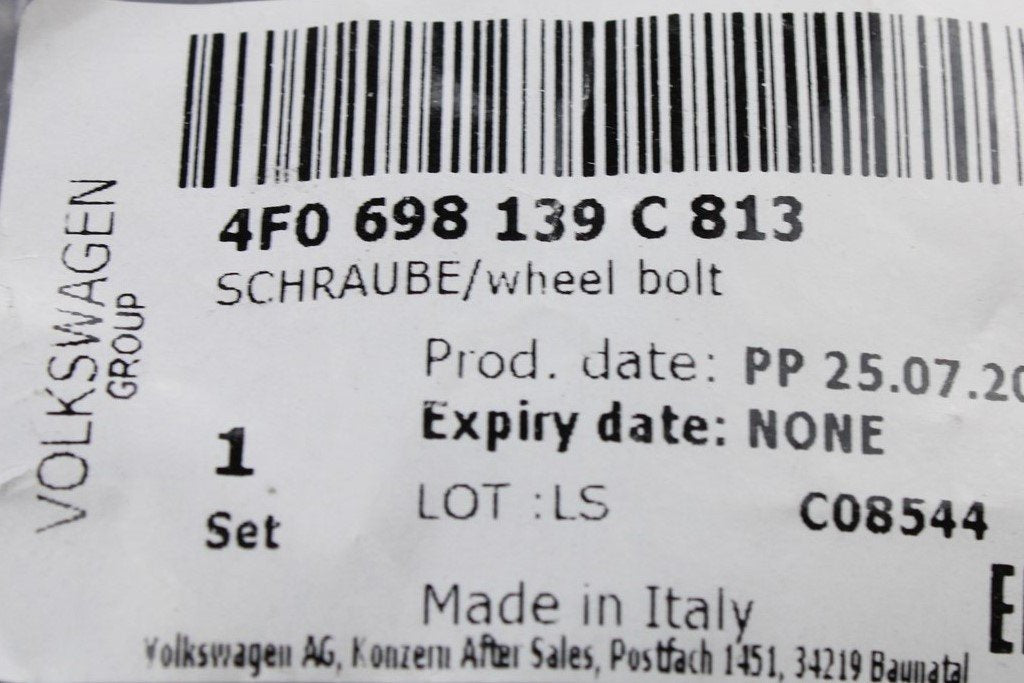 4F0 698 139 C 813
SCHRAUBE/wheel bolt
Prod. date: PP 25.07.20
Expiry date: NONE
LOT :LS C08544
1
Set
Made in Italy
Volkswagen AG, Konzern After Sales, Postfach 1451, 34219 Baunatal
VOLKSWAGEN
GROUP